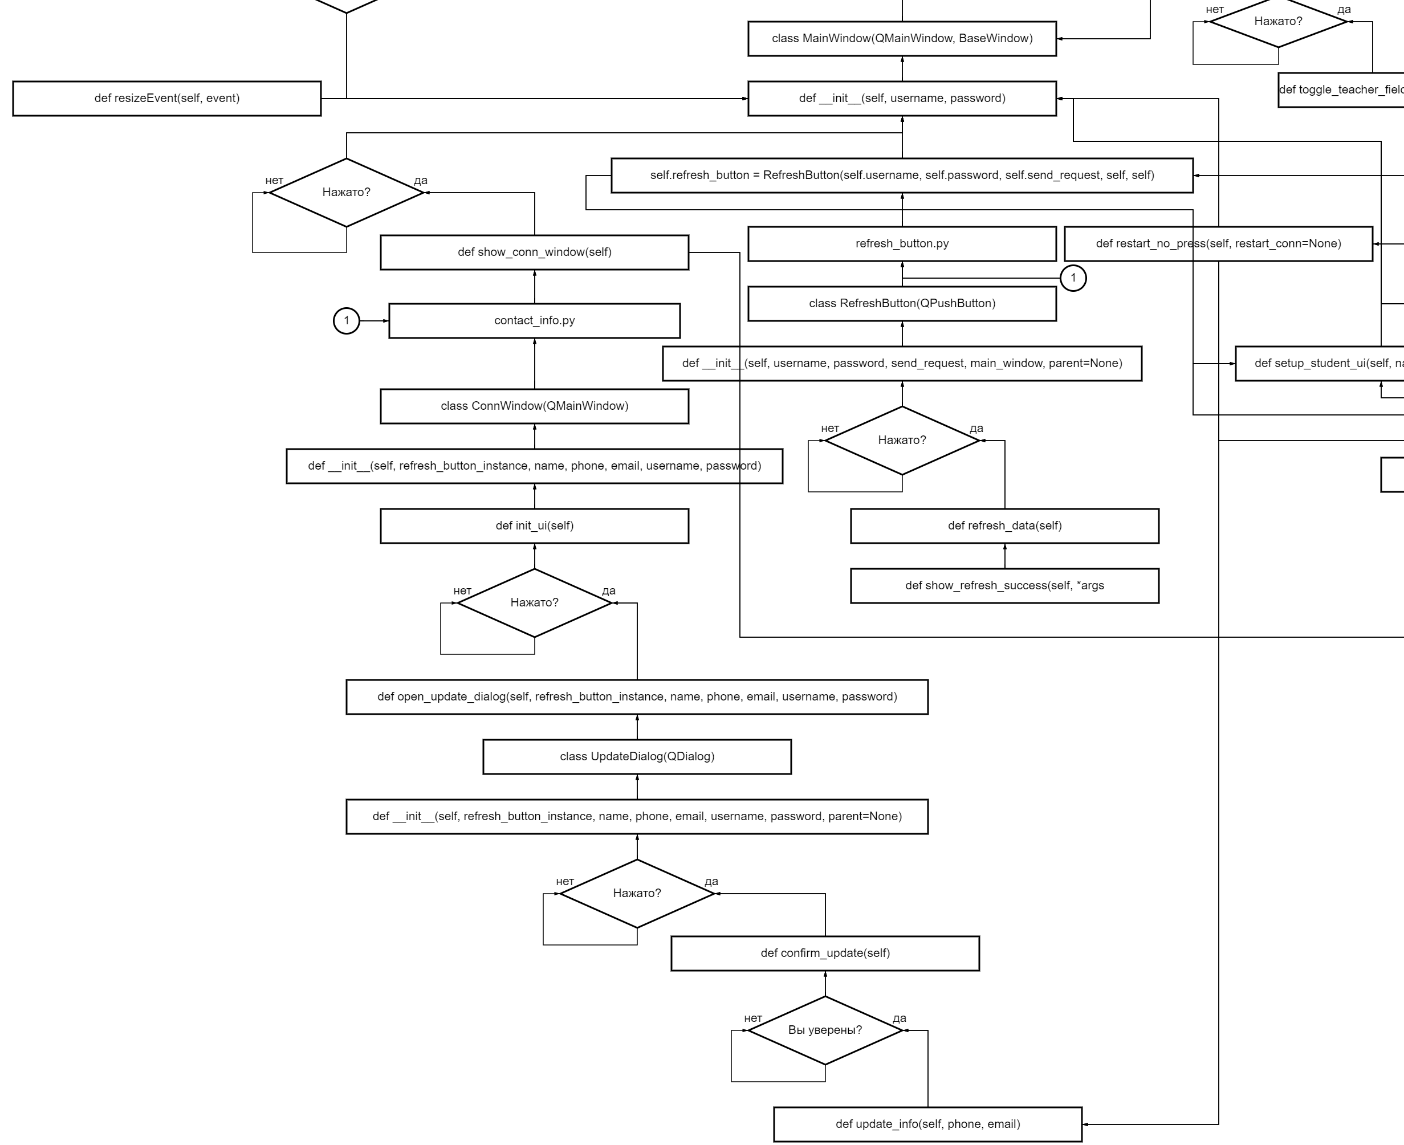 class MainWindow(QMainWindow, BaseWindow)
нет
Нажато?
да
def resizeEvent(self, event)
def __init__(self, username, password)
def toggle_teacher_field
нет
Нажато?
да
self.refresh_button = RefreshButton(self.username, self.password, self.send_request, self, self)
def show_conn_window(self)
refresh_button.py
def restart_no_press(self, restart_conn=None)
1
class RefreshButton(QPushButton)
1
contact_info.py
def __init__(self, username, password, send_request, main_window, parent=None)
def setup_student_ui(self, na
class ConnWindow(QMainWindow)
нет
Нажато?
да
def __init__(self, refresh_button_instance, name, phone, email, username, password)
def init_ui(self)
def refresh_data(self)
def show_refresh_success(self, *args
нет
Нажато?
да
def open_update_dialog(self, refresh_button_instance, name, phone, email, username, password)
class UpdateDialog(QDialog)
def __init__(self, refresh_button_instance, name, phone, email, username, password, parent=None)
нет
Нажато?
да
def confirm_update(self)
нет
Вы уверены?
да
def update_info(self, phone, email)